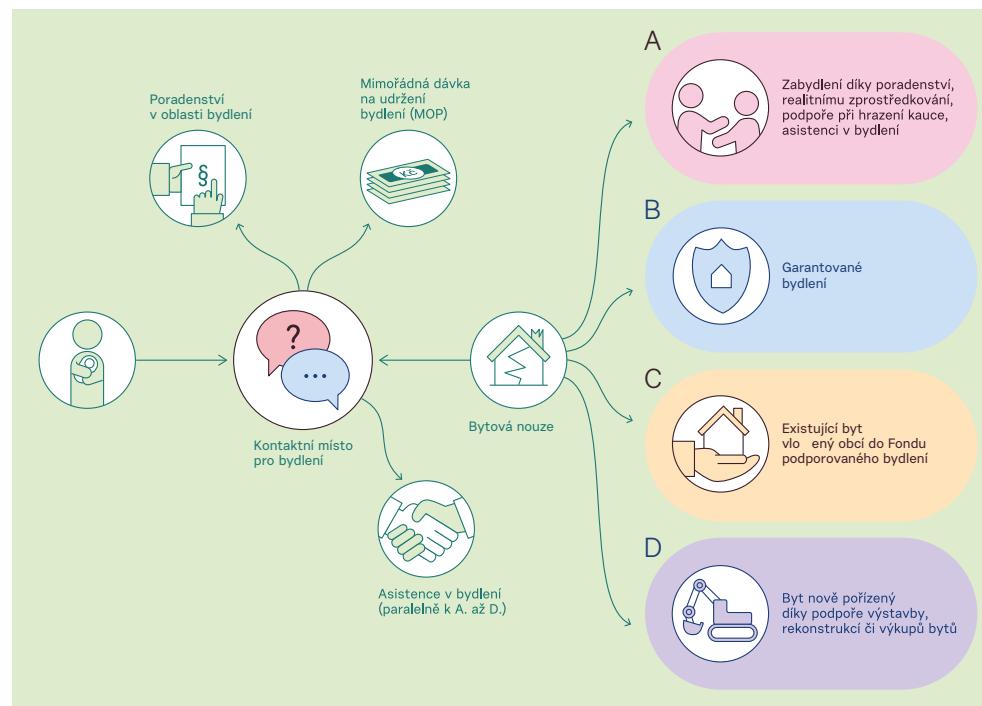 Poradenství
v oblasti bydlení
§
Mimořádná dávka
na udržení
bydlení (MOP)
Kč
?
...
Kontaktní místo
pro bydlení
Bytová nouze
Asistence v bydlení
(paralelně k A. až D.)
A
Zabydlení díky poradenství,
realitnímu zprostředkování,
podpoře při hrazení kauce,
asistenci v bydlení
B
Garantované
bydlení
C
Existující byt
vlo ený obcí do Fondu
podporovaného bydlení
D
Byt nově pořízený
díky podpoře výstavby,
rekonstrukcí či výkupů bytů